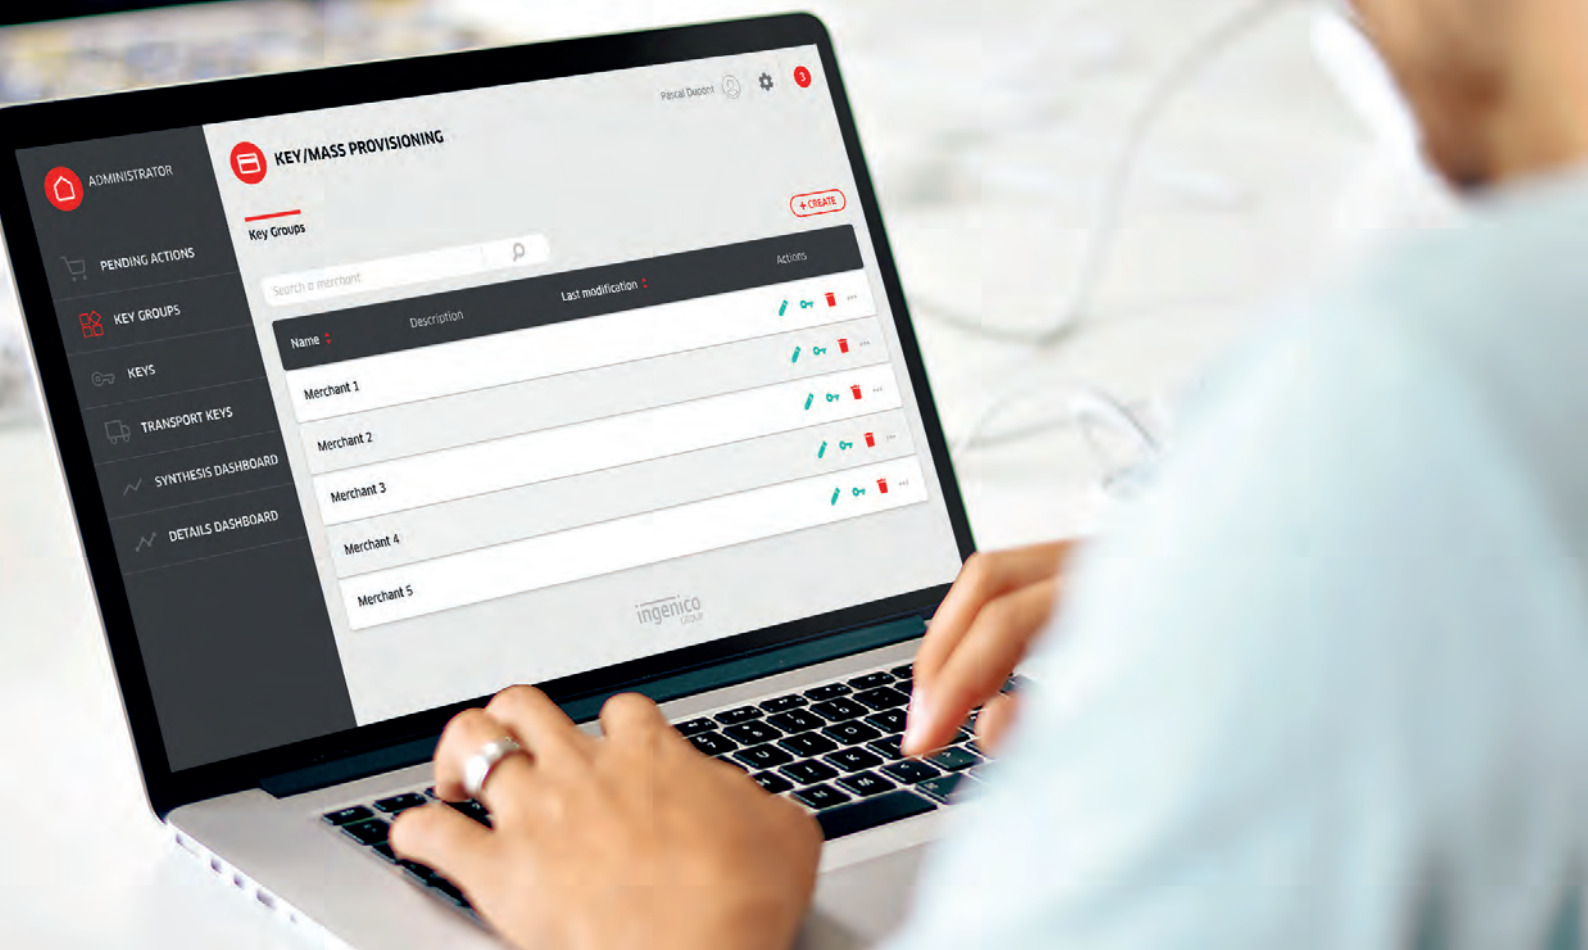 Pascal Dupont
3
ADMINISTRATOR
KEY/MASS PROVISIONING
+ CREATE
Key Groups
PENDING ACTIONS
KEY GROUPS
KEYS
TRANSPORT KEYS
SYNTHESIS DASHBOARD
DETAILS DASHBOARD
Search a merchant
Name Description Last modification Actions
Merchant 1
Merchant 2
Merchant 3
Merchant 4
Merchant 5
ingenico
GROUP